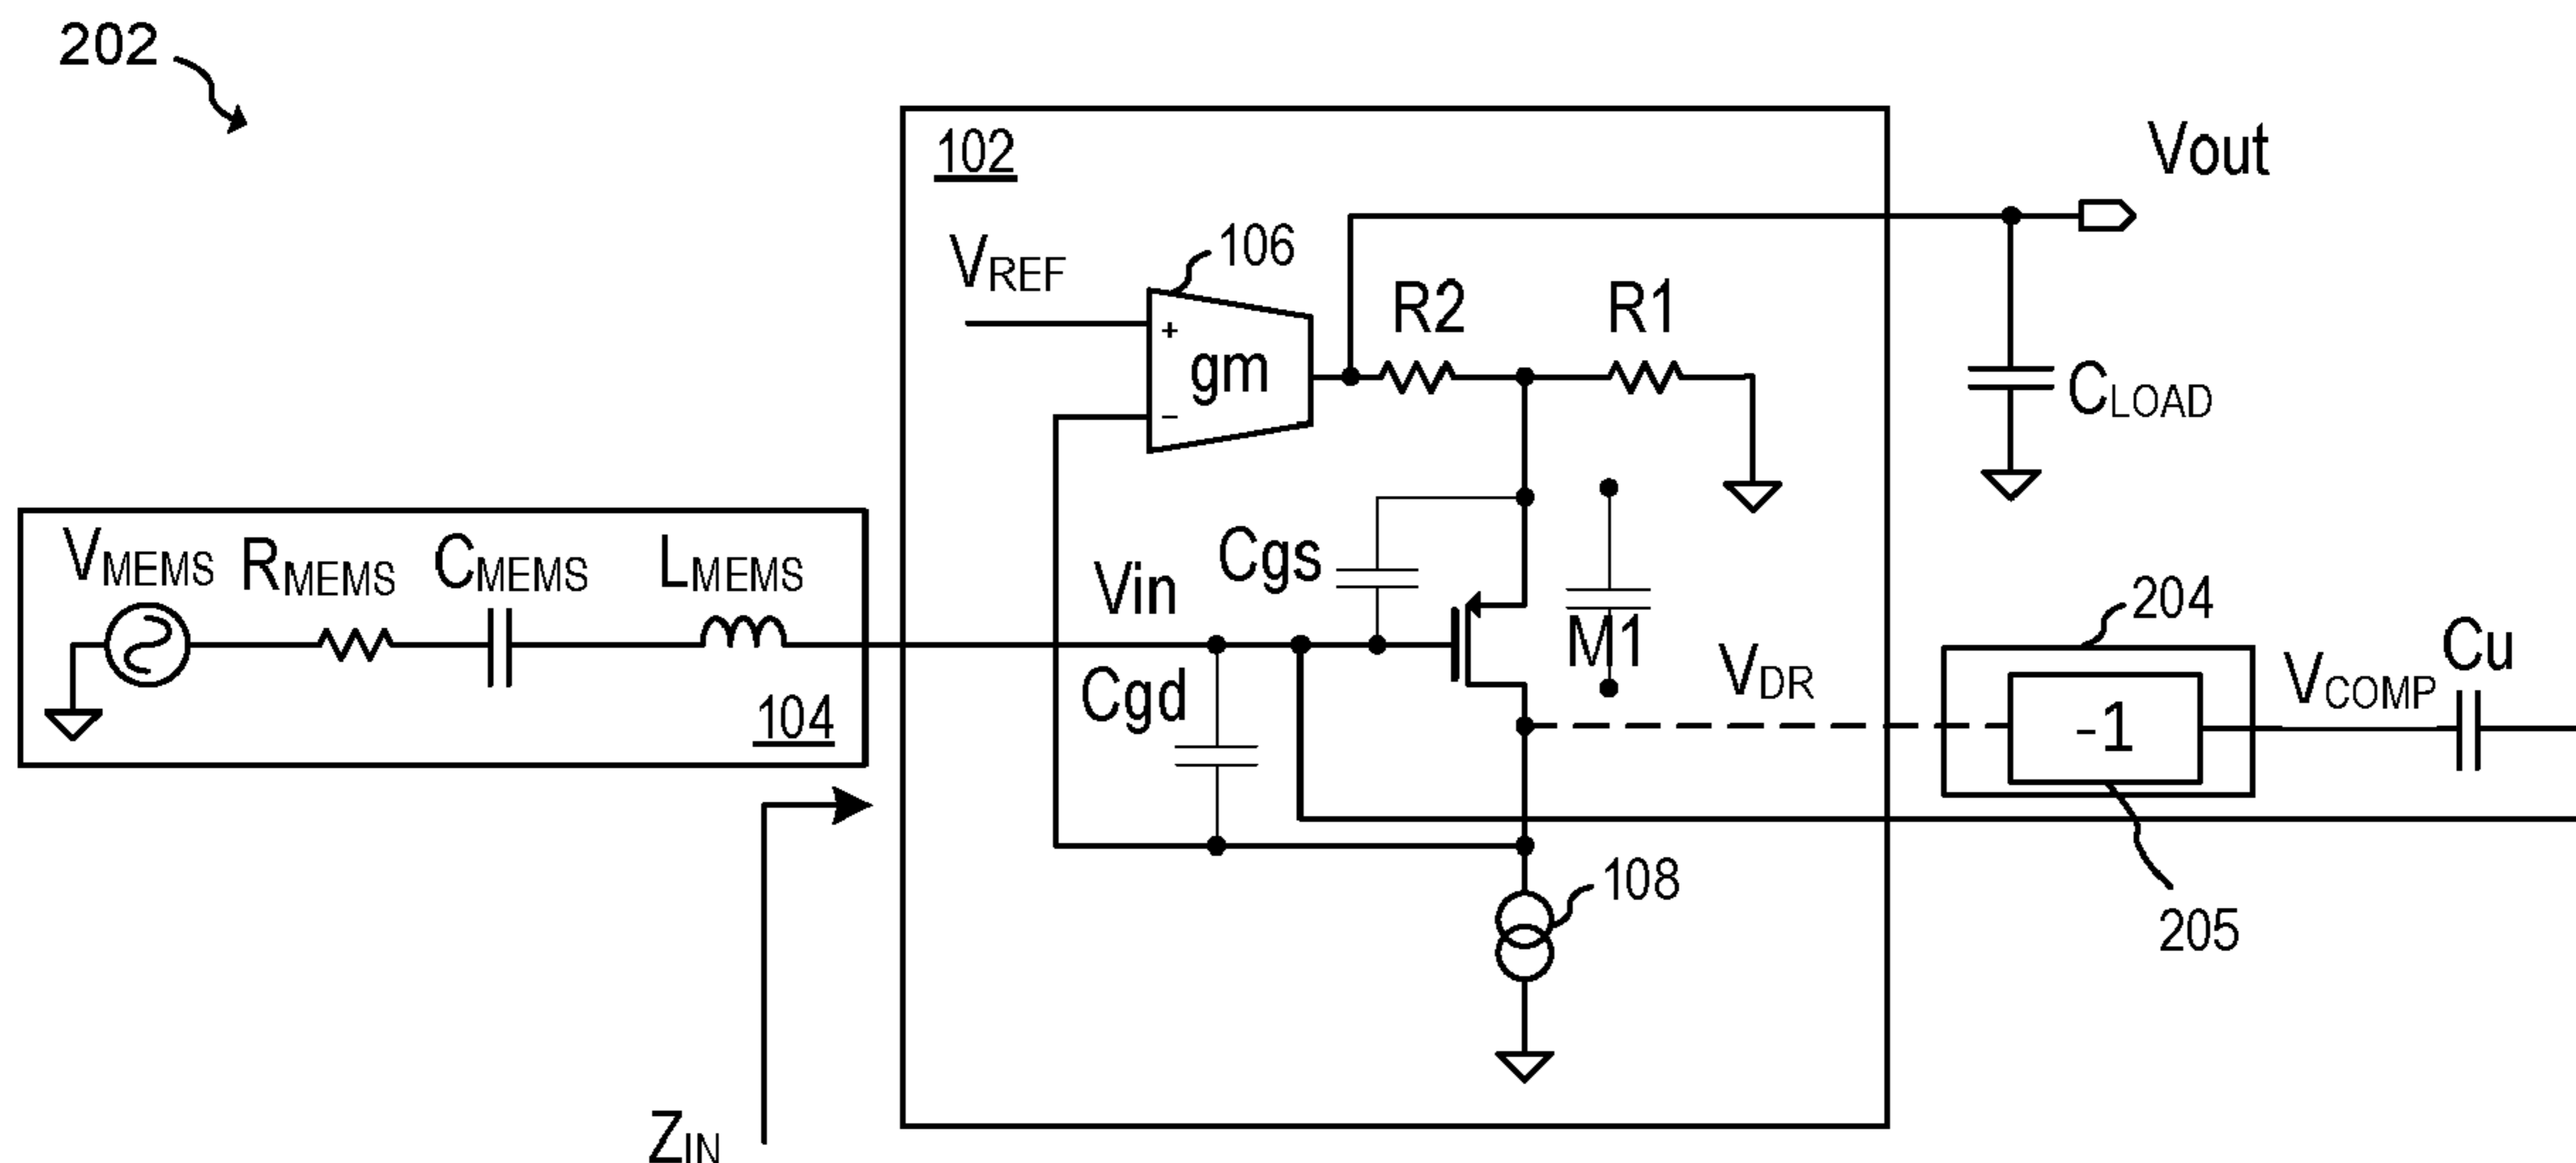 202
102
Vout
106
VREF
R2
R1
+
gm
-
CLOAD
VMEMS
RMEMS
CMEMS
LMEMS
Cgs
Vin
M1
204
Cu
VDR
VCOMP
Cgd
104
-1
108
205
ZIN